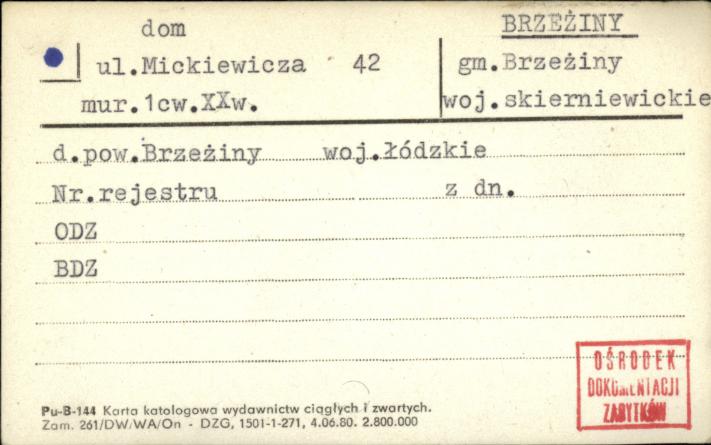 dom BRZEŻINY
ul.Mickiewicza 42 gm.Brzeżiny
mur.1cw.XXw. woj.skierniewickie
d.pow.Brzeżiny woj.łódzkie
Nr.rejestru z dn.
ODZ
BDZ
OŚRODEK
DOKUMENTACJI
ZABYTKÓW
Pu-B-144 Karta katologowa wydawnictw ciągłych i zwartych.
Zam. 261/DW/WA/On - DZG, 1501-1-271, 4.06.80. 2.800.000